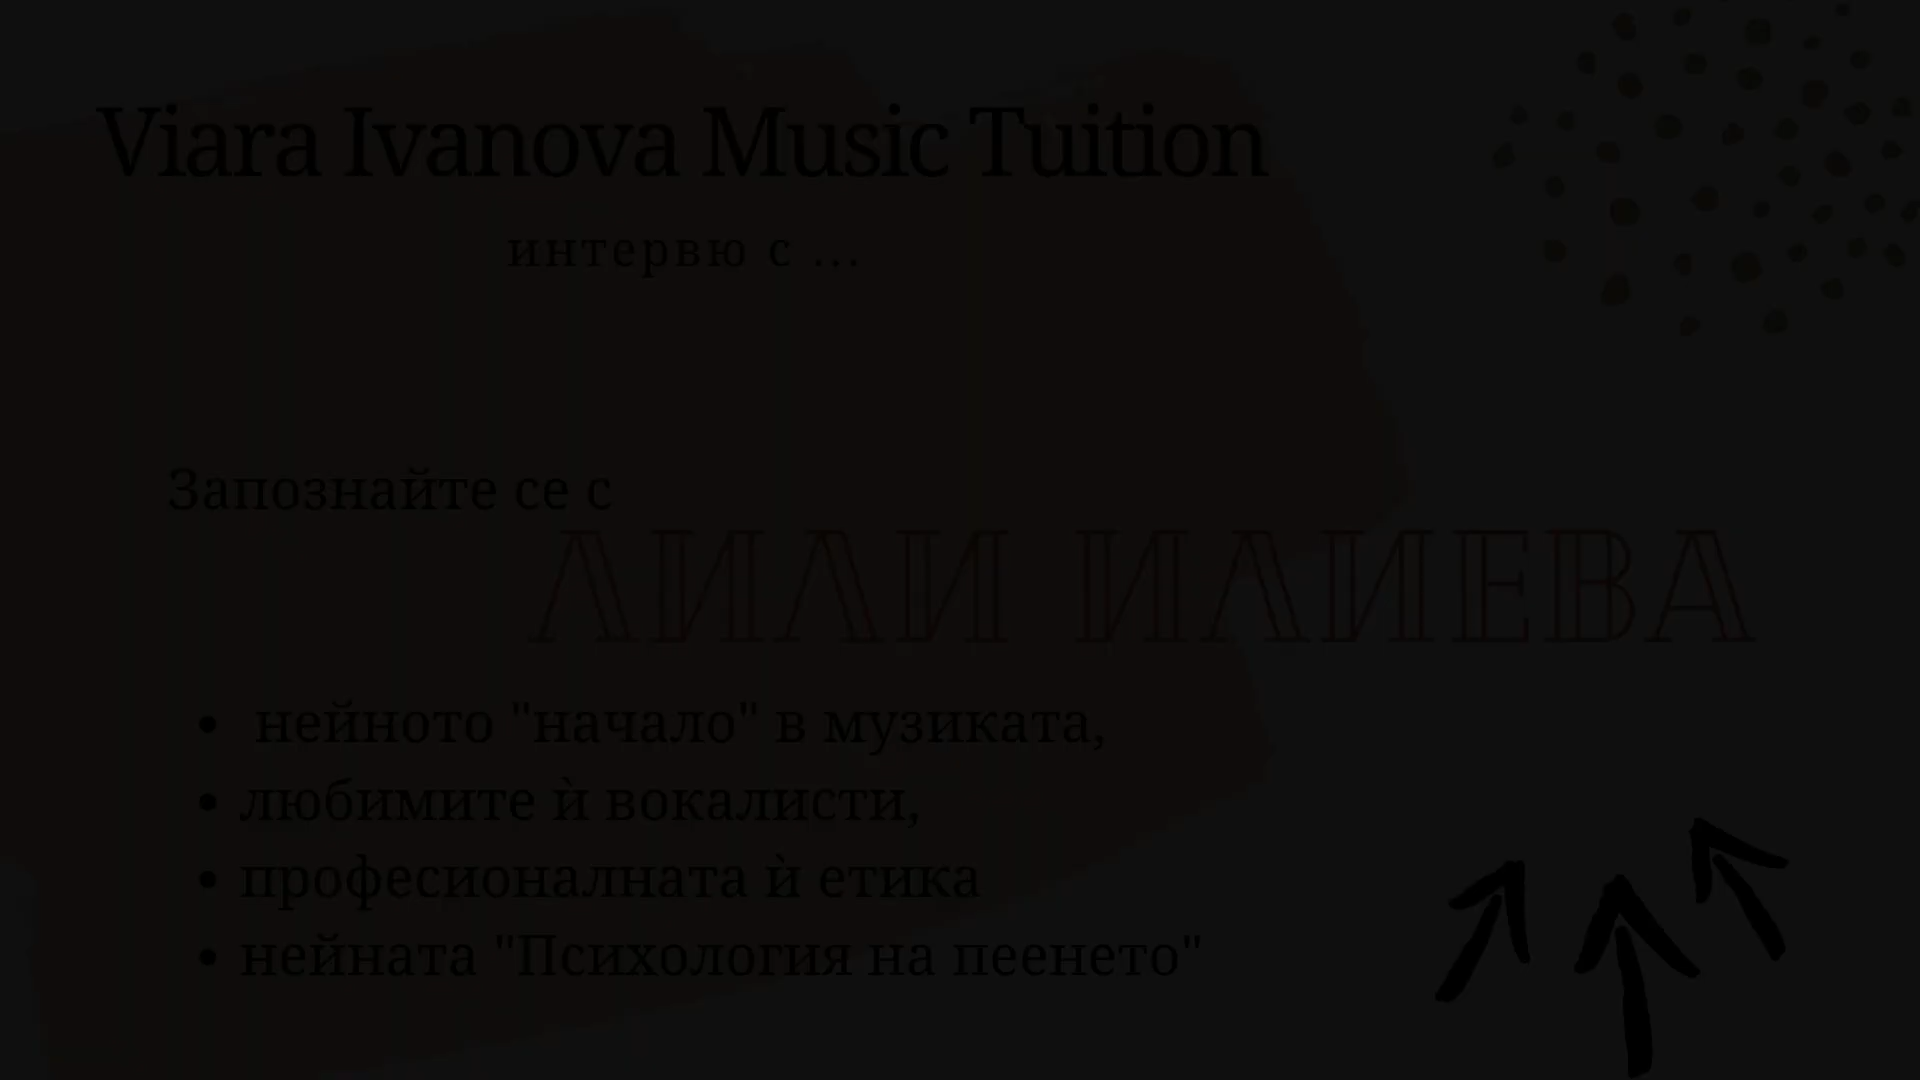 Viara Ivanova Music Tuition
интервю с ...
Запознайте се с
ЛИЛИ ИЛИЕВА
• нейното "начало" в музиката,
• любимите ѝ вокалисти,
• професионалната ѝ етика
• нейната "Психология на пеенето"